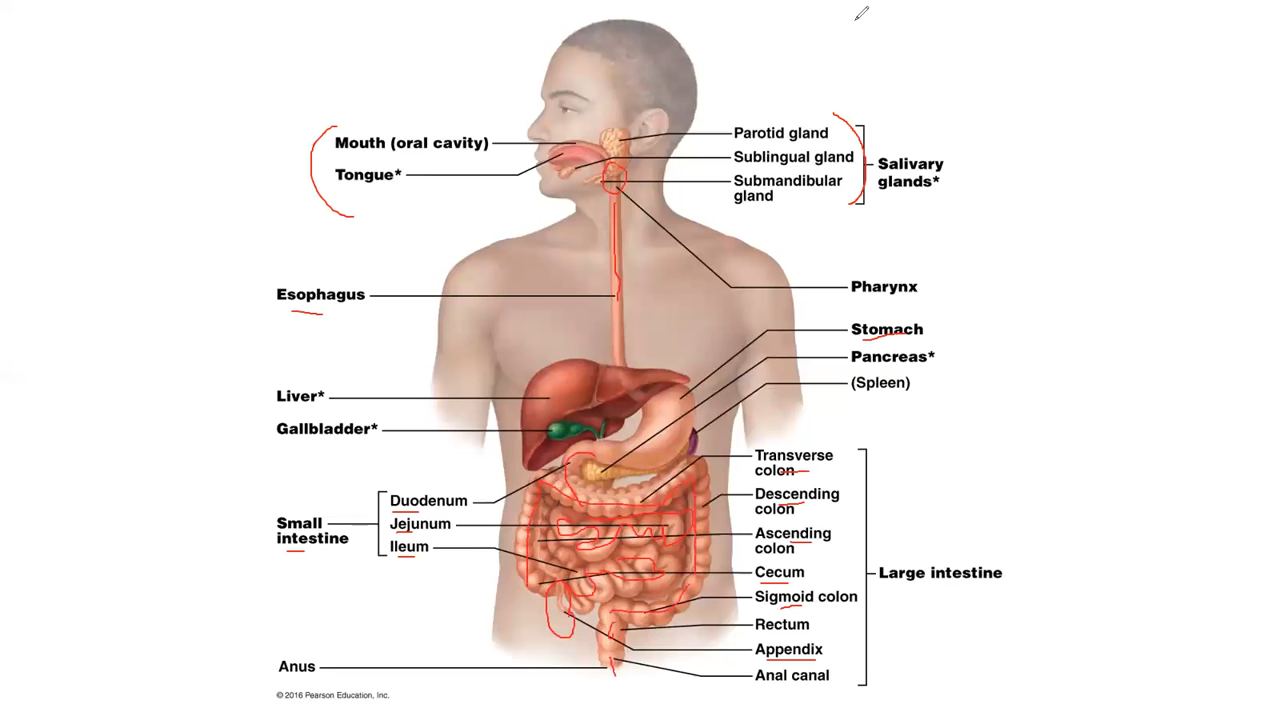 Mouth (oral cavity)
Tongue*
Parotid gland
Sublingual gland
Submandibular
gland
Salivary
glands*
Esophagus
Pharynx
Stomach
Pancreas*
(Spleen)
Liver*
Gallbladder*
Transverse
colon
Descending
colon
Ascending
colon
Cecum
Sigmoid colon
Rectum
Appendix
Anal canal
Large intestine
Duodenum
Jejunum
Ileum
Small
intestine
Anus
© 2016 Pearson Education, Inc.